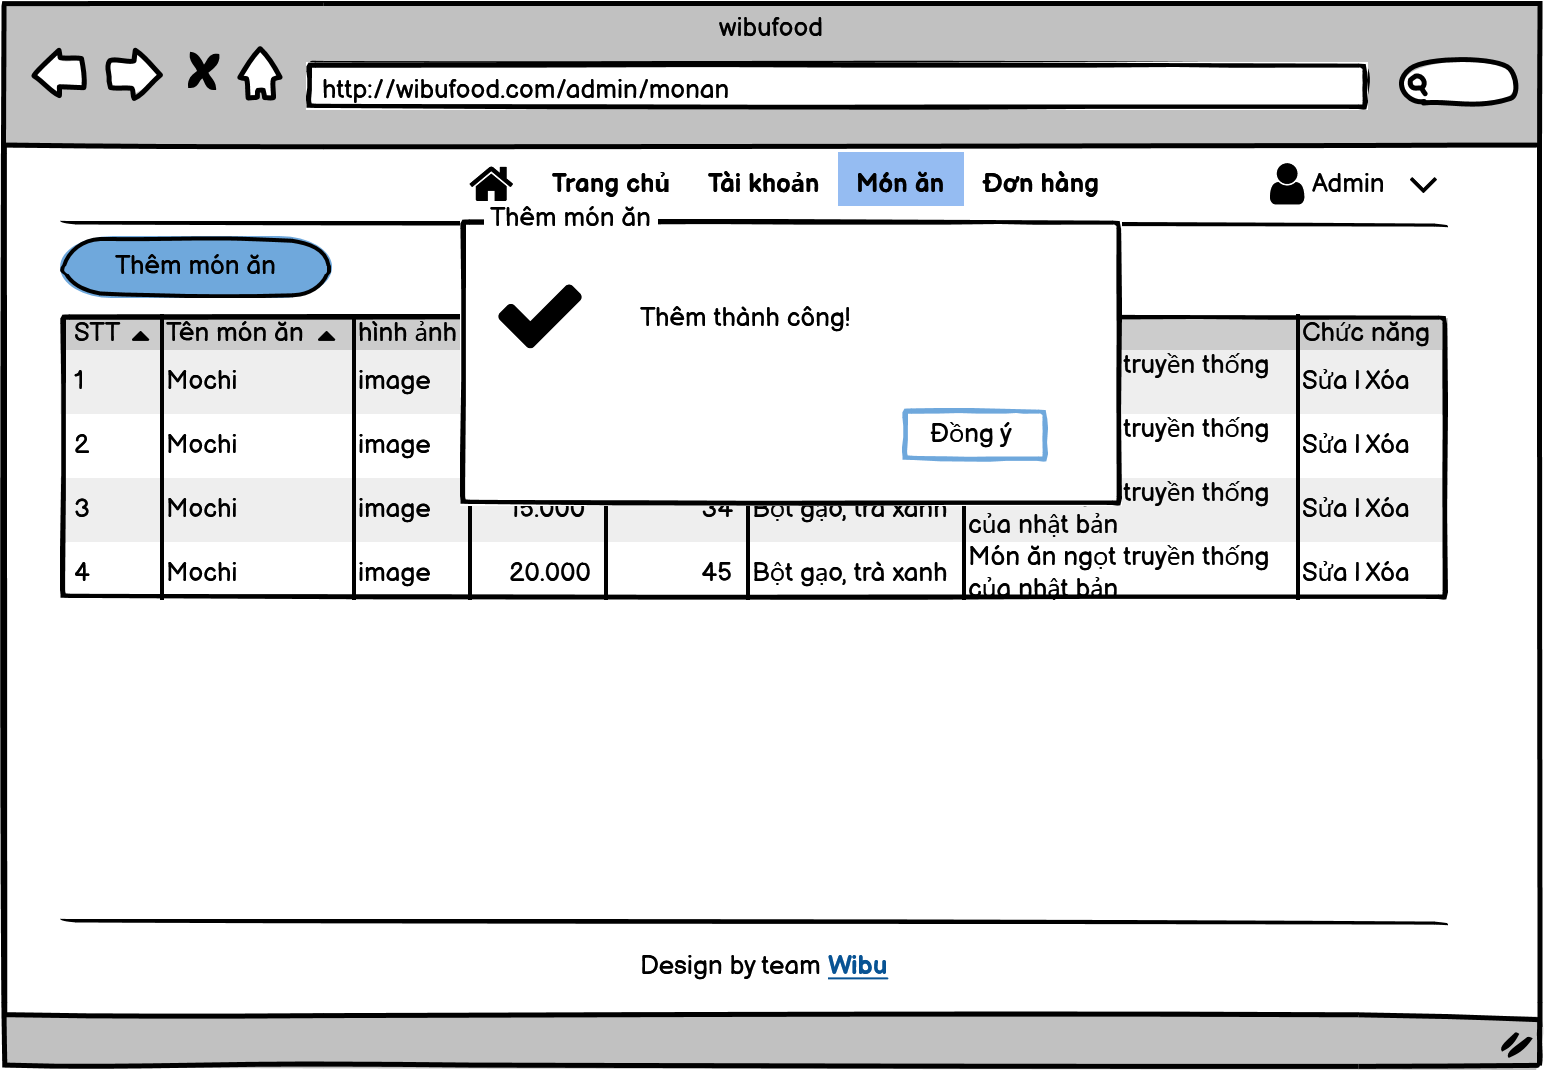 wibufood
http://wibufood.com/admin/monan
Trang chủ Tài khoản Món ăn Đơn hàng Admin
Thêm món ăn
Thêm món ăn
Thêm thành công!
Đồng ý
STT Tên món ăn hình ảnh Chức năng
1 Mochi image truyền thống Sửa | Xóa
2 Mochi image truyền thống Sửa | Xóa
3 Mochi image 15.000 34 Bột gạo, trà xanh truyền thống
của nhật bản Sửa | Xóa
4 Mochi image 20.000 45 Bột gạo, trà xanh Món ăn ngọt truyền thống
của nhật bản Sửa | Xóa
Design by team Wibu